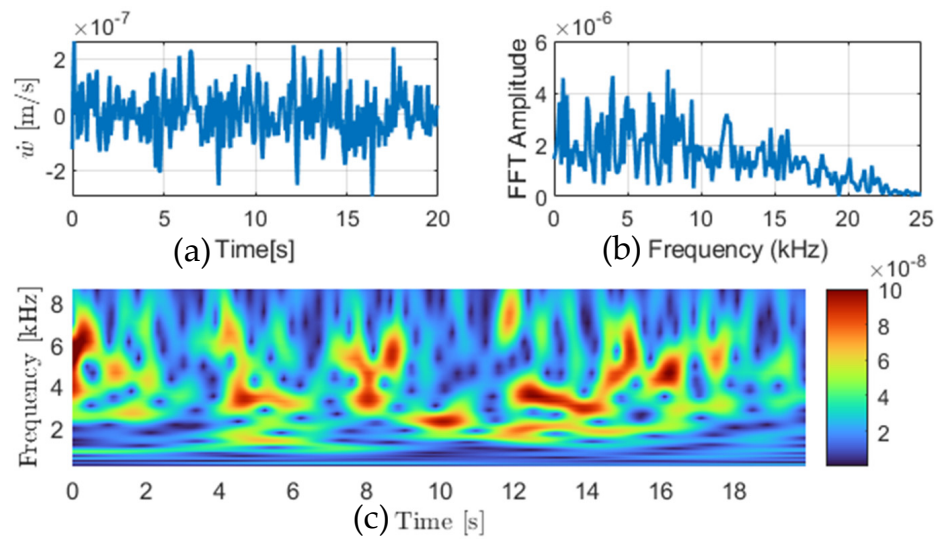 ×10⁻⁷
ẇ [m/s]
2
0
-2
0 5 10 15 20
(a) Time[s]
×10⁻⁶
FFT Amplitude
6
4
2
0
0 5 10 15 20 25
(b) Frequency (kHz)
×10⁻⁸
Frequency [kHz]
8
6
4
2
0 2 4 6 8 10 12 14 16 18
(c) Time [s]
10
8
6
4
2